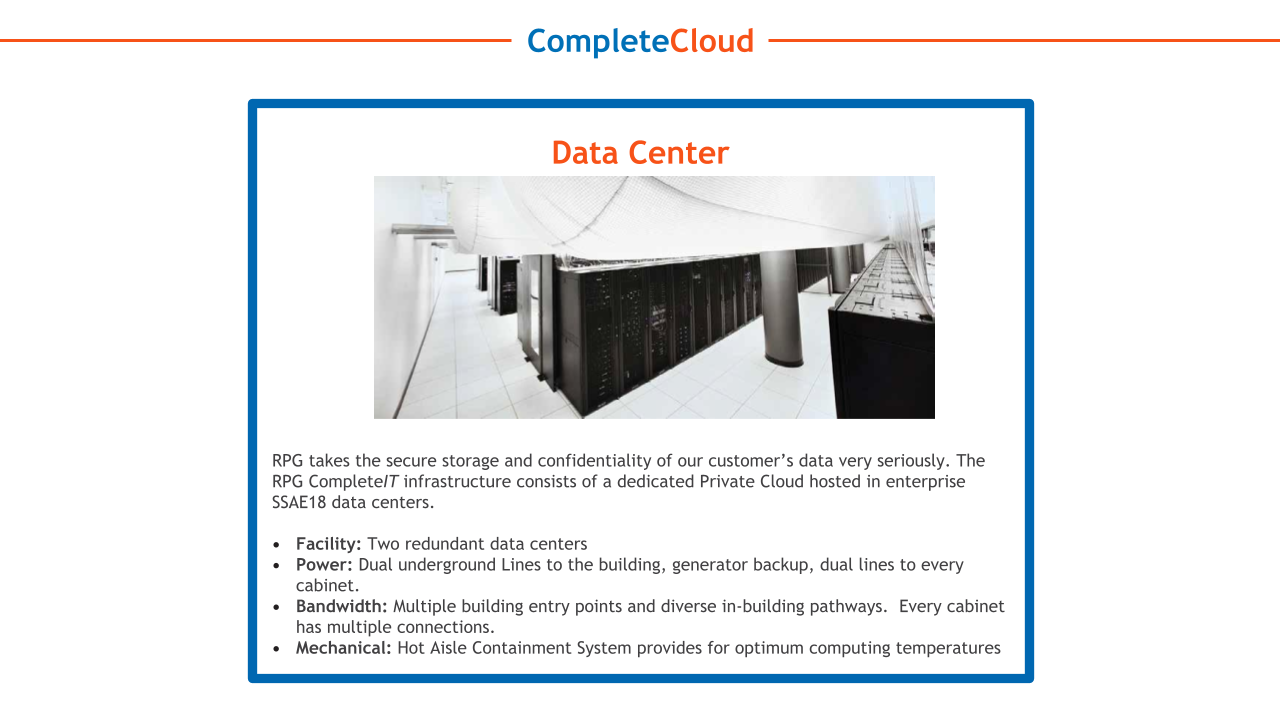 CompleteCloud
Data Center
RPG takes the secure storage and confidentiality of our customer’s data very seriously. The
RPG CompleteIT infrastructure consists of a dedicated Private Cloud hosted in enterprise
SSAE18 data centers.
• Facility: Two redundant data centers
• Power: Dual underground Lines to the building, generator backup, dual lines to every
cabinet.
• Bandwidth: Multiple building entry points and diverse in-building pathways.  Every cabinet
has multiple connections.
• Mechanical: Hot Aisle Containment System provides for optimum computing temperatures